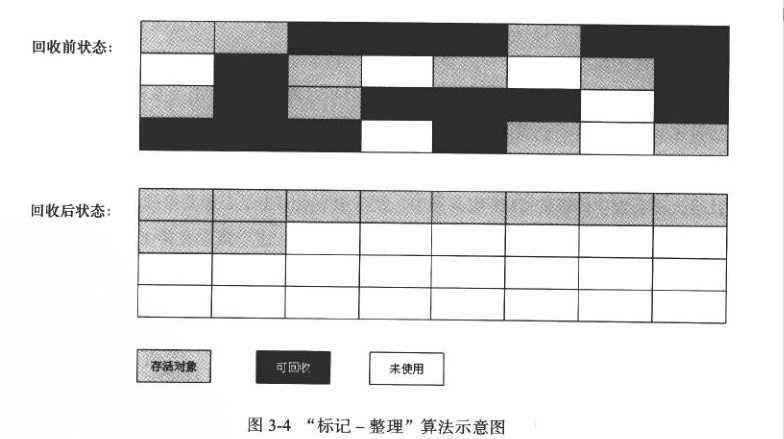 回收前状态：
回收后状态：
存活对象
可回收
未使用
图 3-4 “标记 – 整理”算法示意图